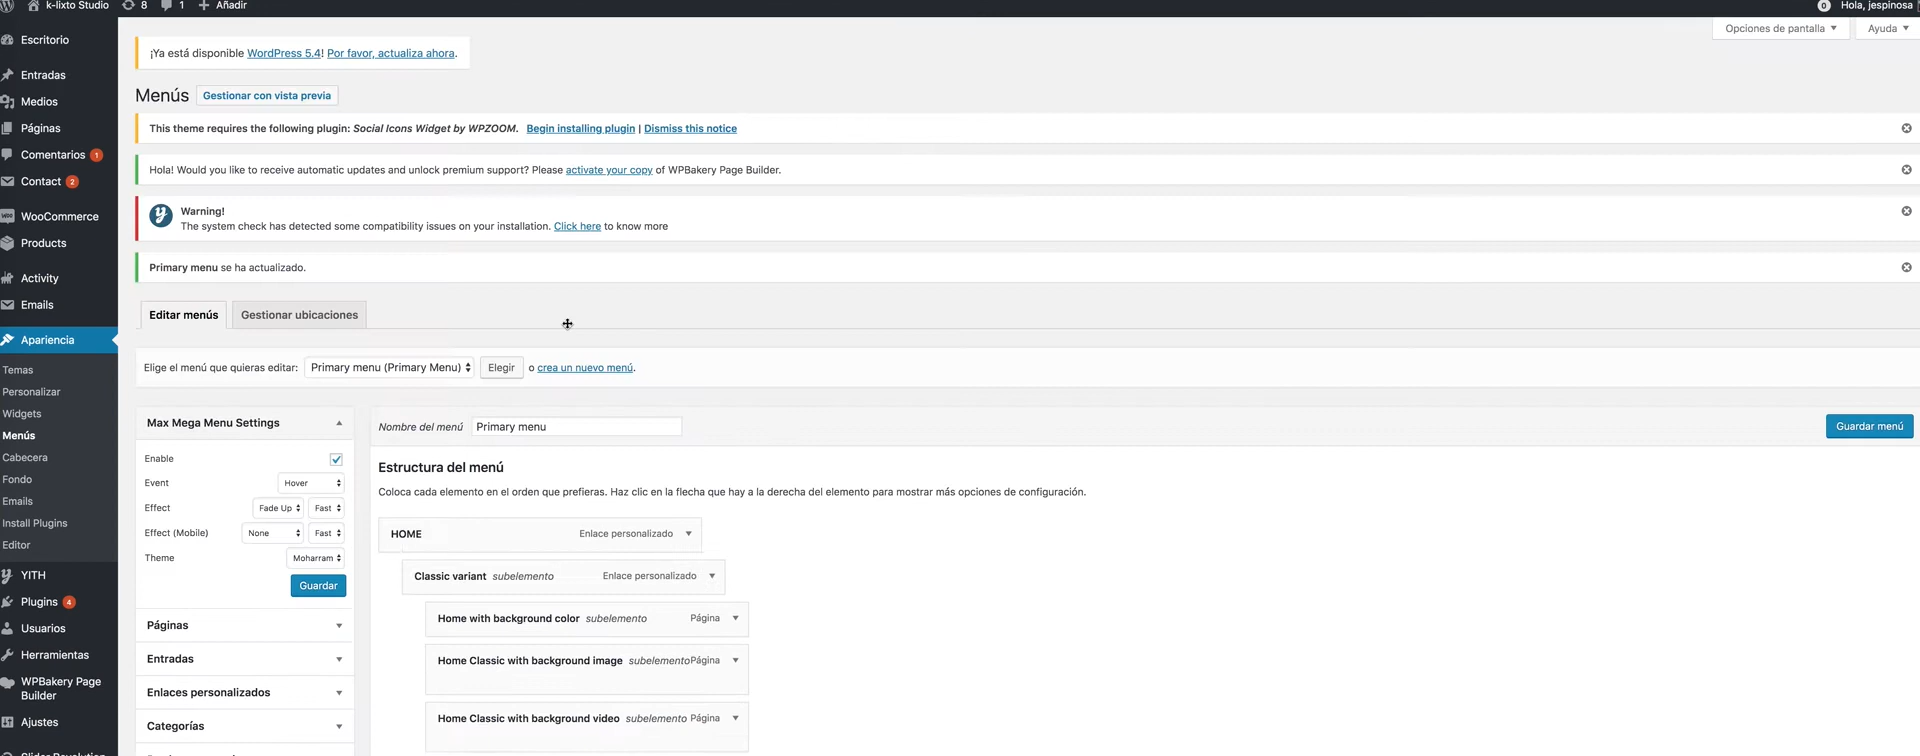 k-lixto Studio 8 1 Añadir
0 Hola, jespinosa
Opciones de pantalla ▼ Ayuda ▼
Escritorio
Entradas
Medios
Páginas
Comentarios 1
Contact 2
WooCommerce
Products
Activity
Emails
Apariencia
Temas
Personalizar
Widgets
Menús
Cabecera
Fondo
Emails
Install Plugins
Editor
YITH
Plugins 4
Usuarios
Herramientas
WPBakery Page
Builder
Ajustes
Slider Revolution
¡Ya está disponible WordPress 5.4! Por favor, actualiza ahora.
Menús Gestionar con vista previa
This theme requires the following plugin: Social Icons Widget by WPZOOM. Begin installing plugin | Dismiss this notice
Hola! Would you like to receive automatic updates and unlock premium support? Please activate your copy of WPBakery Page Builder.
Warning!
The system check has detected some compatibility issues on your installation. Click here to know more
Primary menu se ha actualizado.
Editar menús Gestionar ubicaciones
Elige el menú que quieras editar: Primary menu (Primary Menu) Elegir o crea un nuevo menú.
Max Mega Menu Settings
Enable
Event Hover
Effect Fade Up Fast
Effect (Mobile) None Fast
Theme Moharram
Guardar
Páginas
Entradas
Enlaces personalizados
Categorías
Nombre del menú Primary menu Guardar menú
Estructura del menú
Coloca cada elemento en el orden que prefieras. Haz clic en la flecha que hay a la derecha del elemento para mostrar más opciones de configuración.
HOME Enlace personalizado
Classic variant subelemento Enlace personalizado
Home with background color subelemento Página
Home Classic with background image subelemento Página
Home Classic with background video subelemento Página